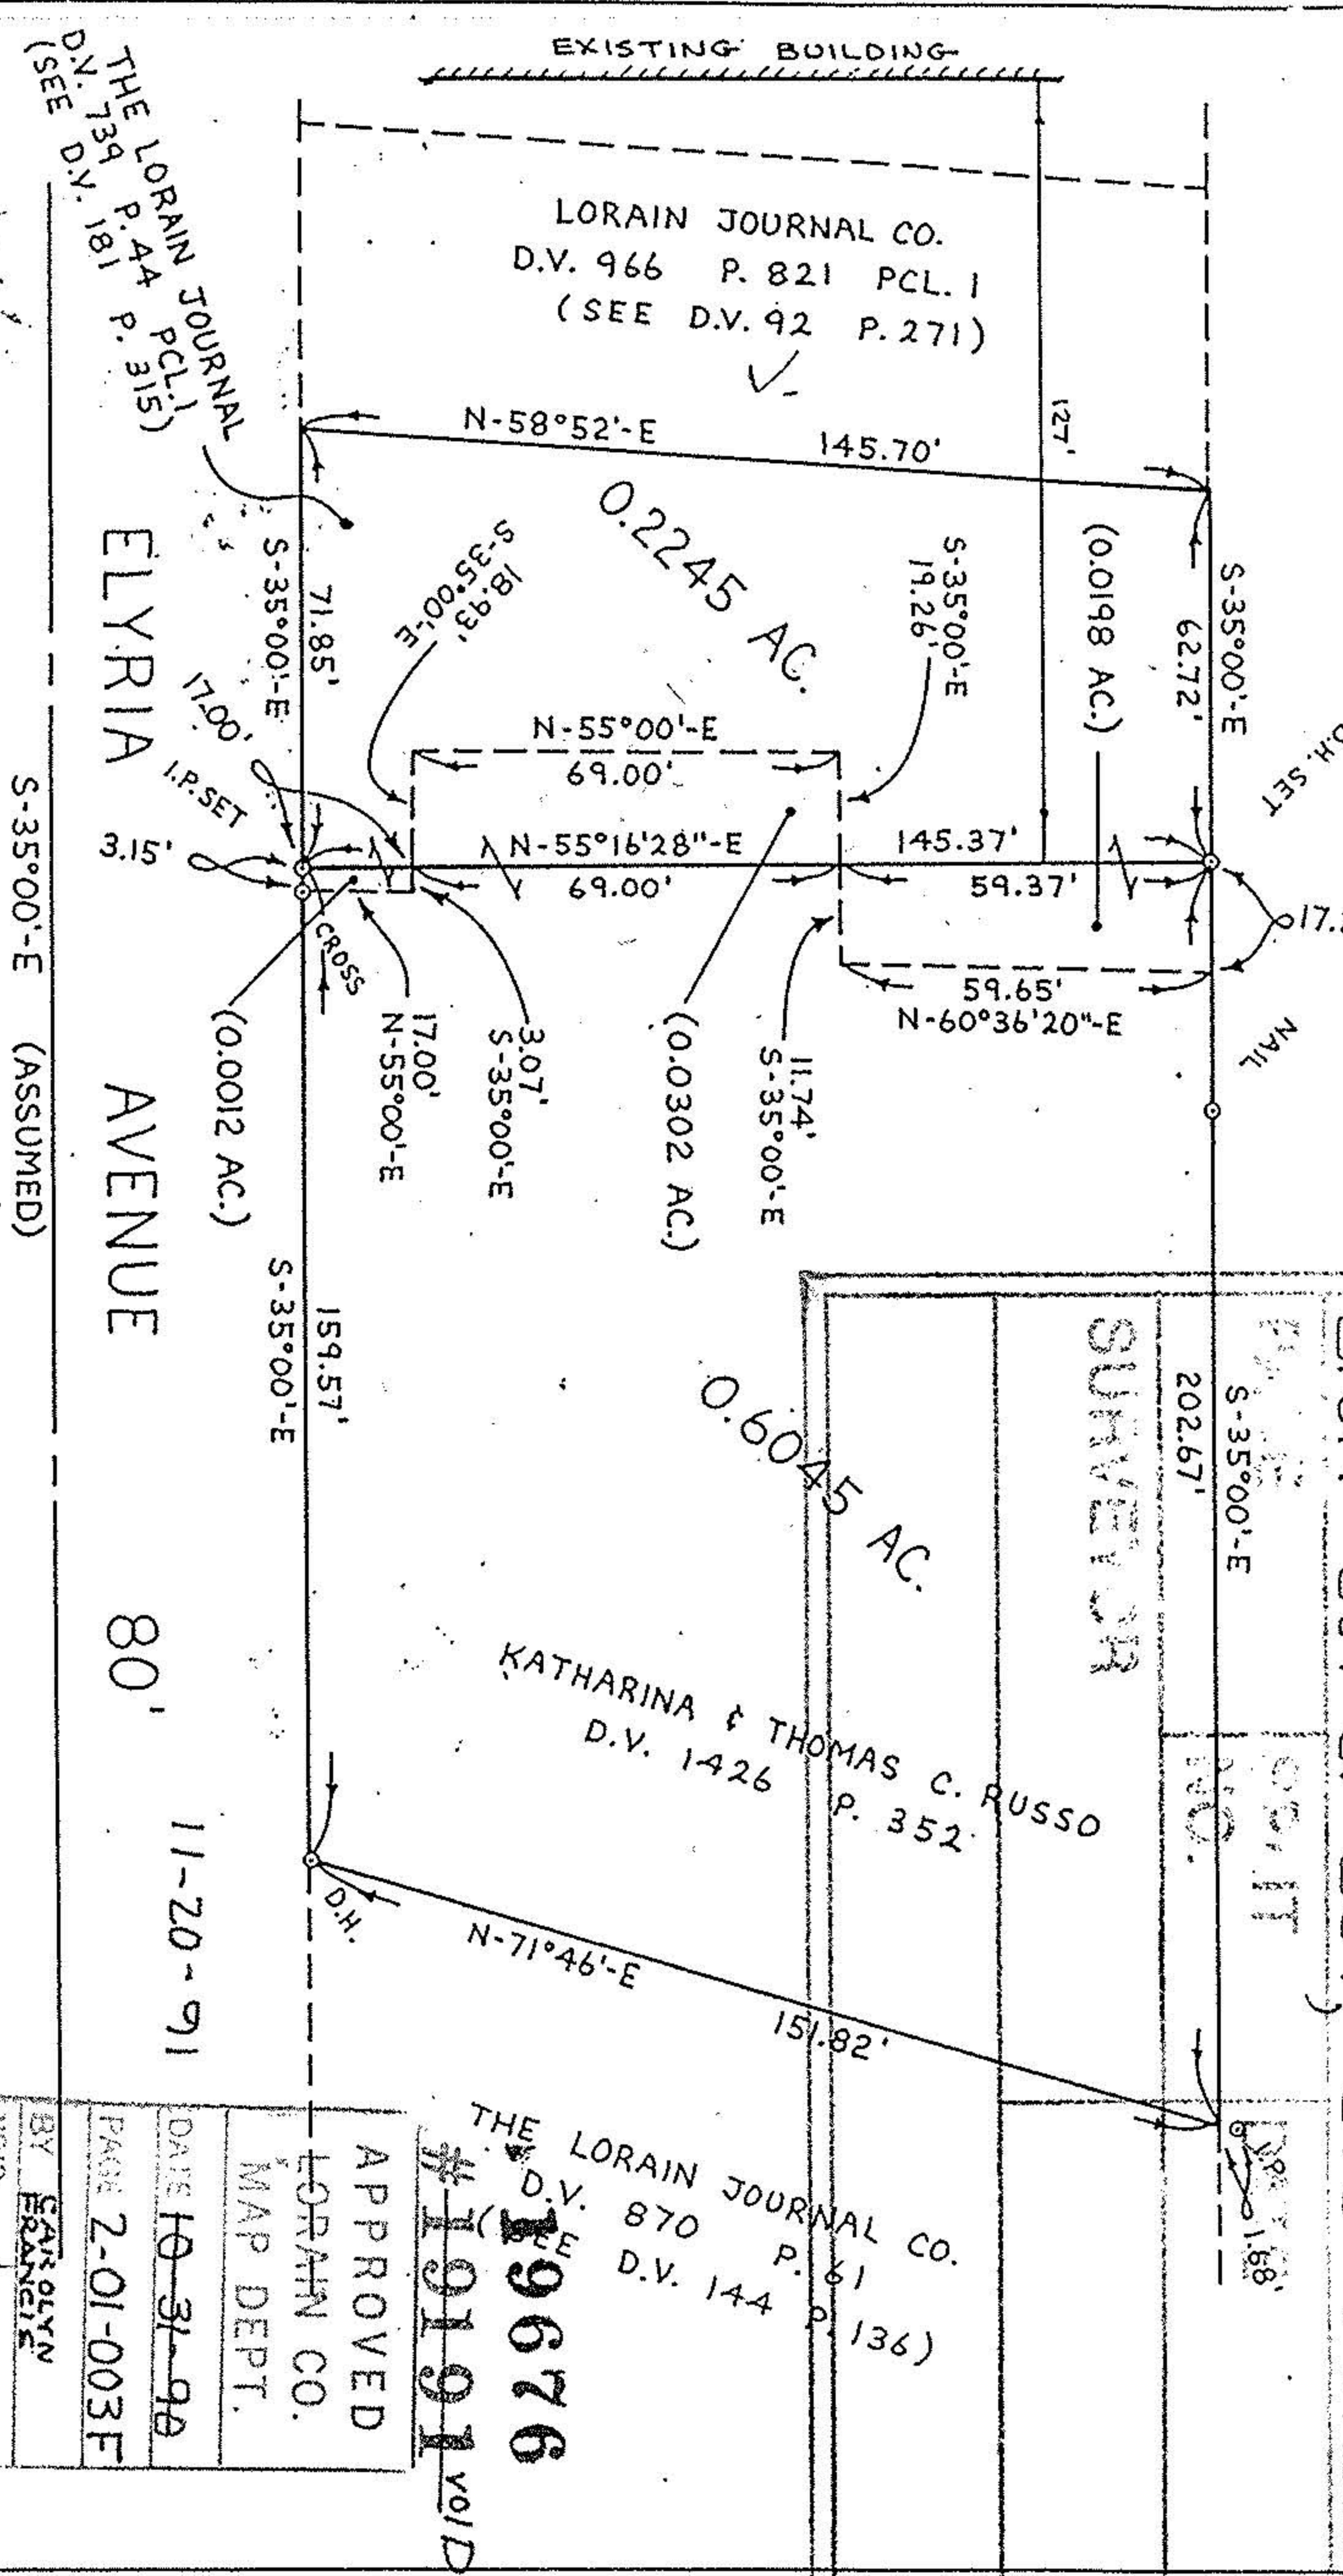 EXISTING BUILDING
LORAIN JOURNAL CO.
D.V. 966 P. 821 PCL. 1
(SEE D.V. 92 P. 271)
THE LORAIN JOURNAL
D.V. 739 P. 44 PCL. 1
(SEE D.V. 181 P. 315)
127'
N-58°52'-E 145.70'
0.2245 AC.
S-35°00'-E
62.72'
(0.0198 AC.)
S-35°00'-E
19.26'
18.93'
S-35°00'-E
71.85'
S-35°00'-E
N-55°00'-E
69.00'
17.00'
I.P. SET
3.15'
N-55°16'28"-E
69.00'
145.37'
59.37'
SET
NAIL
59.65'
N-60°36'20"-E
CROSS
17.00'
N-55°00'-E
3.07'
S-35°00'-E
11.74'
S-35°00'-E
(0.0302 AC.)
(0.0012 AC.)
ELYRIA AVENUE 80'
S-35°00'-E (ASSUMED)
159.57'
S-35°00'-E
0.6045 AC.
S-35°00'-E
202.67'
SURVEYOR
NO.
KATHARINA & THOMAS C. RUSSO
D.V. 1426 P. 352
D.H.
N-71°46'-E
151.82'
1.68'
THE LORAIN JOURNAL CO.
D.V. 870 P. 61
(SEE D.V. 144 P. 136)
19676
#19191 VOID
APPROVED
LORAIN CO.
MAP DEPT.
11-20-91
DATE 10-31-90
PAGE 2-01-003F
BY CAROLYN
FRANCIS